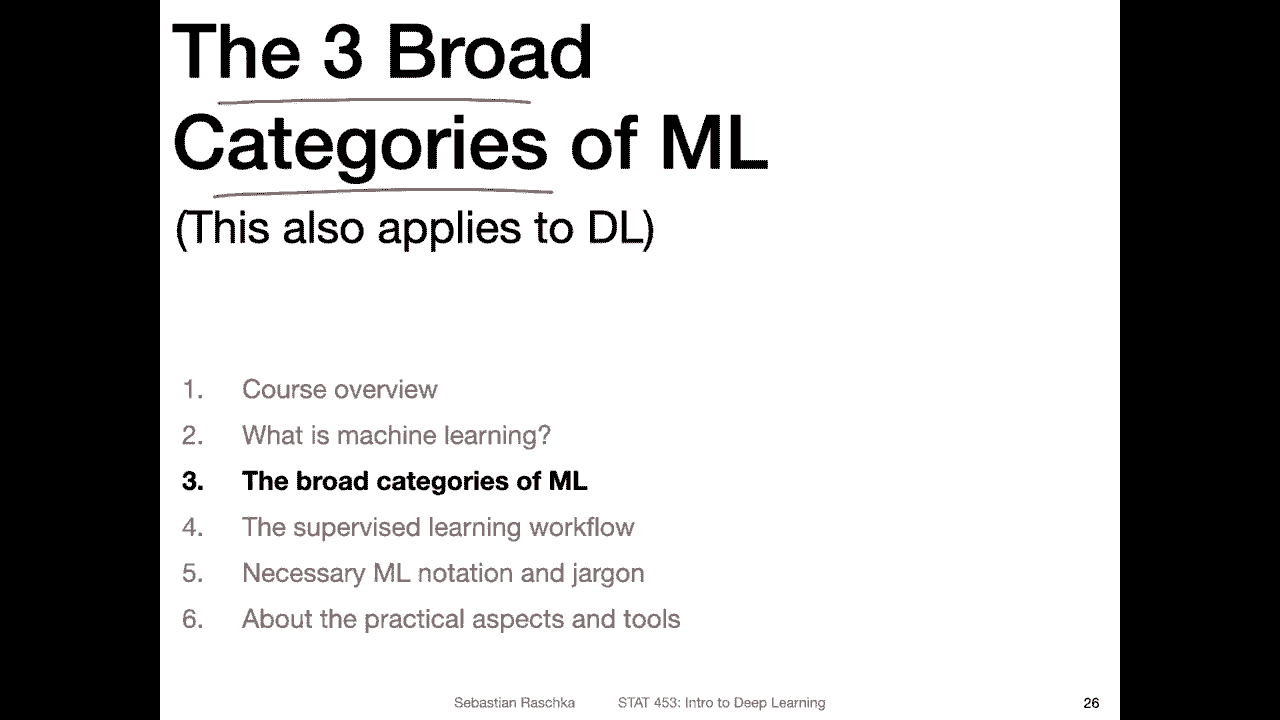 The 3 Broad
Categories of ML
(This also applies to DL)
1. Course overview
2. What is machine learning?
3. The broad categories of ML
4. The supervised learning workflow
5. Necessary ML notation and jargon
6. About the practical aspects and tools
Sebastian Raschka STAT 453: Intro to Deep Learning 26